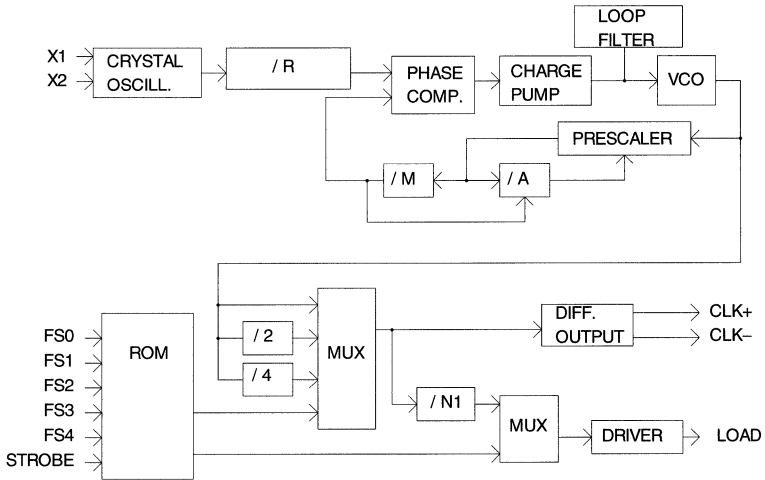 LOOP
FILTER
X1
X2
CRYSTAL
OSCILL.
/ R
PHASE
COMP.
CHARGE
PUMP
VCO
PRESCALER
/ M
/ A
FS0
FS1
FS2
FS3
FS4
STROBE
ROM
/ 2
/ 4
MUX
DIFF.
OUTPUT
CLK+
CLK–
/ N1
MUX
DRIVER
LOAD